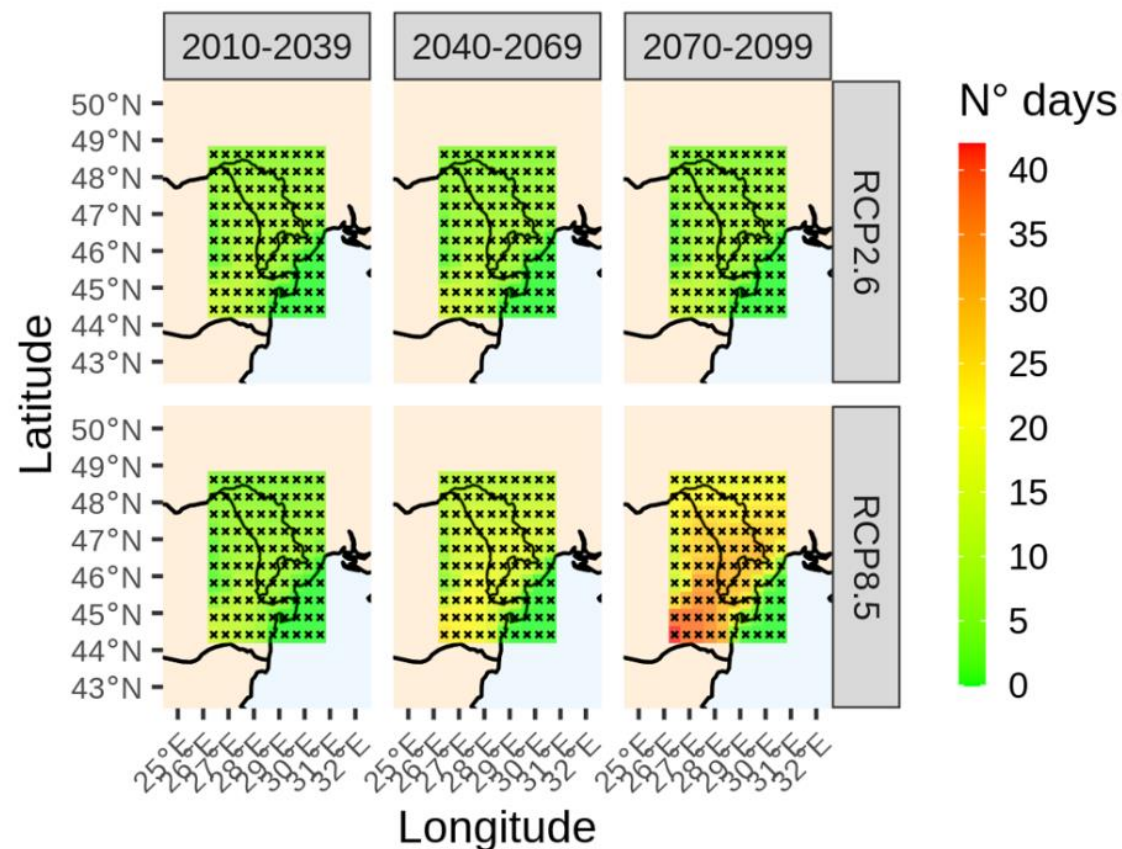 2010-2039 2040-2069 2070-2099
N° days
50°N
49°N
48°N
47°N
46°N
45°N
44°N
43°N
RCP2.6
50°N
49°N
48°N
47°N
46°N
45°N
44°N
43°N
RCP8.5
Latitude
40
35
30
25
20
15
10
5
0
25°E 26°E 27°E 28°E 29°E 30°E 31°E 32°E 25°E 26°E 27°E 28°E 29°E 30°E 31°E 32°E 25°E 26°E 27°E 28°E 29°E 30°E 31°E 32°E
Longitude